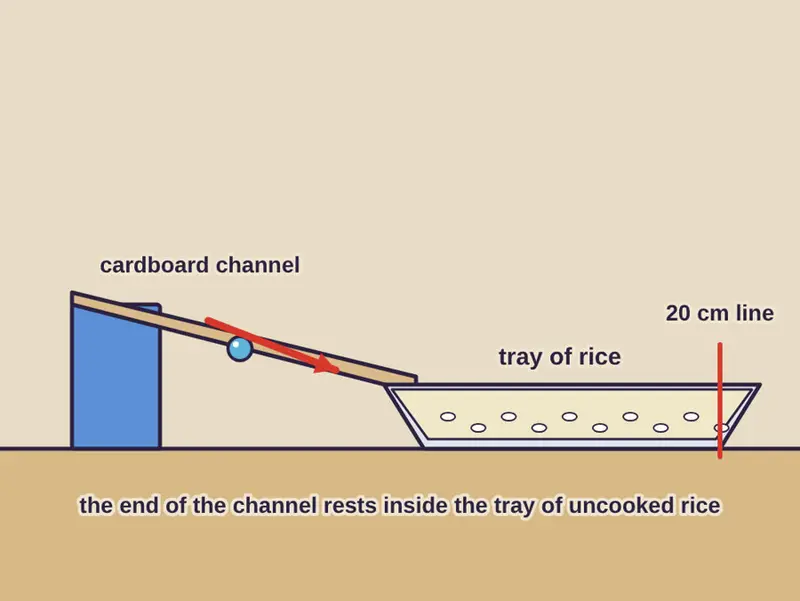 cardboard channel
20 cm line
tray of rice
the end of the channel rests inside the tray of uncooked rice